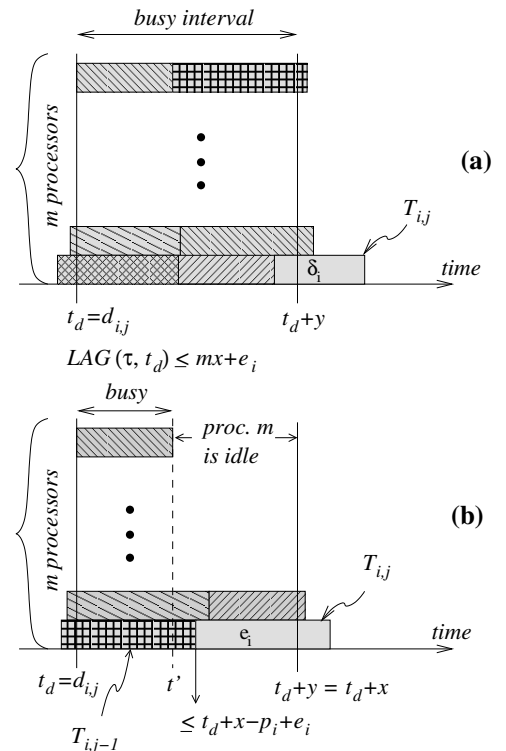 busy interval
m processors
(a)
T_{i,j}
δ_i
time
t_d=d_{i,j}
t_d+y
LAG (τ, t_d) ≤ mx+e_i
busy
proc. m
is idle
m processors
(b)
T_{i,j}
e_i
time
t_d=d_{i,j}
t'
t_d+y = t_d+x
≤ t_d+x−p_i+e_i
T_{i,j−1}